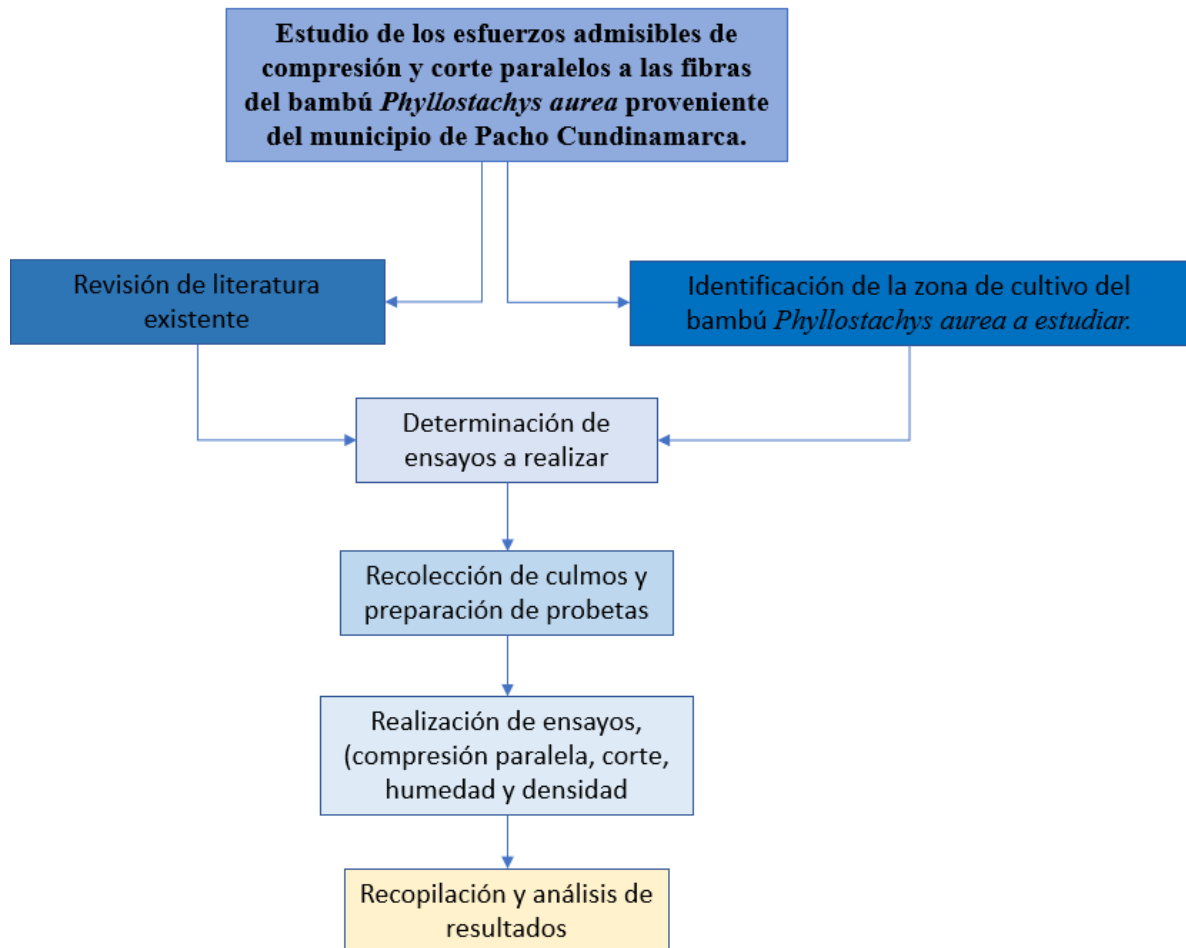 Estudio de los esfuerzos admisibles de
compresión y corte paralelos a las fibras
del bambú Phyllostachys aurea proveniente
del municipio de Pacho Cundinamarca.
Revisión de literatura
existente
Identificación de la zona de cultivo del
bambú Phyllostachys aurea a estudiar.
Determinación de
ensayos a realizar
Recolección de culmos y
preparación de probetas
Realización de ensayos,
(compresión paralela, corte,
humedad y densidad
Recopilación y análisis de
resultados